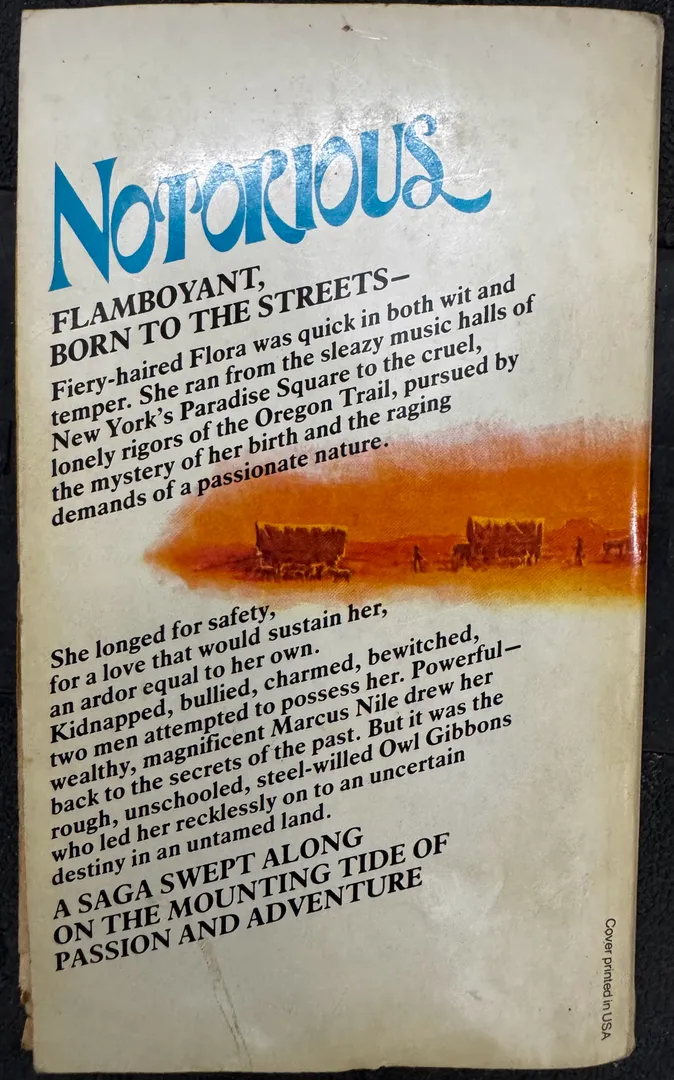 NOTORIOUS
FLAMBOYANT,
BORN TO THE STREETS—
Fiery-haired Flora was quick in both wit and
temper. She ran from the sleazy music halls of
New York's Paradise Square to the cruel,
lonely rigors of the Oregon Trail, pursued by
the mystery of her birth and the raging
demands of a passionate nature.
She longed for safety,
for a love that would sustain her,
an ardor equal to her own.
Kidnapped, bullied, charmed, bewitched,
two men attempted to possess her. Powerful—
wealthy, magnificent Marcus Nile drew her
back to the secrets of the past. But it was the
rough, unschooled, steel-willed Owl Gibbons
who led her recklessly on to an uncertain
destiny in an untamed land.
A SAGA SWEPT ALONG
ON THE MOUNTING TIDE OF
PASSION AND ADVENTURE
Cover printed in USA